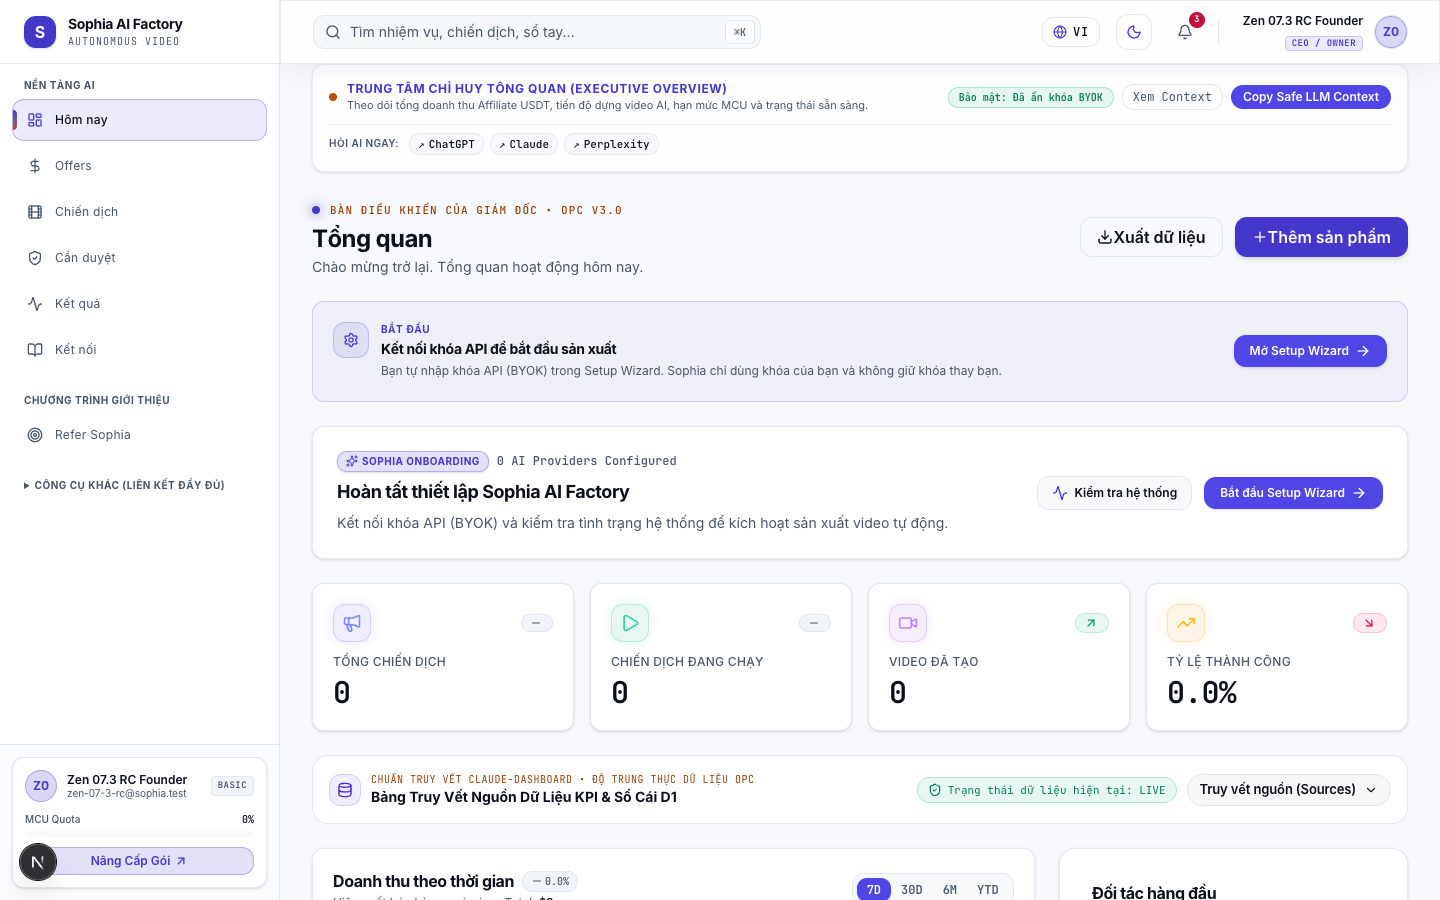 S
Sophia AI Factory
AUTONOMOUS VIDEO
Tìm nhiệm vụ, chiến dịch, sổ tay...
⌘K
VI
3
Zen 07.3 RC Founder
CEO / OWNER
Z0
NỀN TẢNG AI
Hôm nay
Offers
Chiến dịch
Cần duyệt
Kết quả
Kết nối
CHƯƠNG TRÌNH GIỚI THIỆU
Refer Sophia
CÔNG CỤ KHÁC (LIÊN KẾT ĐẦY ĐỦ)
Z0
Zen 07.3 RC Founder
zen-07-3-rc@sophia.test
BASIC
MCU Quota
0%
N
Nâng Cấp Gói
TRUNG TÂM CHỈ HUY TỔNG QUAN (EXECUTIVE OVERVIEW)
Theo dõi tổng doanh thu Affiliate USDT, tiến độ dựng video AI, hạn mức MCU và trạng thái sẵn sàng.
Bảo mật: Đã ẩn khóa BYOK
Xem Context
Copy Safe LLM Context
HỎI AI NGAY:
↗ ChatGPT
↗ Claude
↗ Perplexity
BÀN ĐIỀU KHIỂN CỦA GIÁM ĐỐC • OPC V3.0
Tổng quan
Chào mừng trở lại. Tổng quan hoạt động hôm nay.
Xuất dữ liệu
Thêm sản phẩm
BẮT ĐẦU
Kết nối khóa API để bắt đầu sản xuất
Bạn tự nhập khóa API (BYOK) trong Setup Wizard. Sophia chỉ dùng khóa của bạn và không giữ khóa thay bạn.
Mở Setup Wizard
SOPHIA ONBOARDING
0 AI Providers Configured
Hoàn tất thiết lập Sophia AI Factory
Kết nối khóa API (BYOK) và kiểm tra tình trạng hệ thống để kích hoạt sản xuất video tự động.
Kiểm tra hệ thống
Bắt đầu Setup Wizard
TỔNG CHIẾN DỊCH
0
CHIẾN DỊCH ĐANG CHẠY
0
VIDEO ĐÃ TẠO
0
TỶ LỆ THÀNH CÔNG
0.0%
CHUẨN TRUY VẾT CLAUDE-DASHBOARD • ĐỘ TRUNG THỰC DỮ LIỆU OPC
Bảng Truy Vết Nguồn Dữ Liệu KPI & Sổ Cái D1
Trạng thái dữ liệu hiện tại: LIVE
Truy vết nguồn (Sources)
Doanh thu theo thời gian
0.0%
7D
30D
6M
YTD
Đối tác hàng đầu